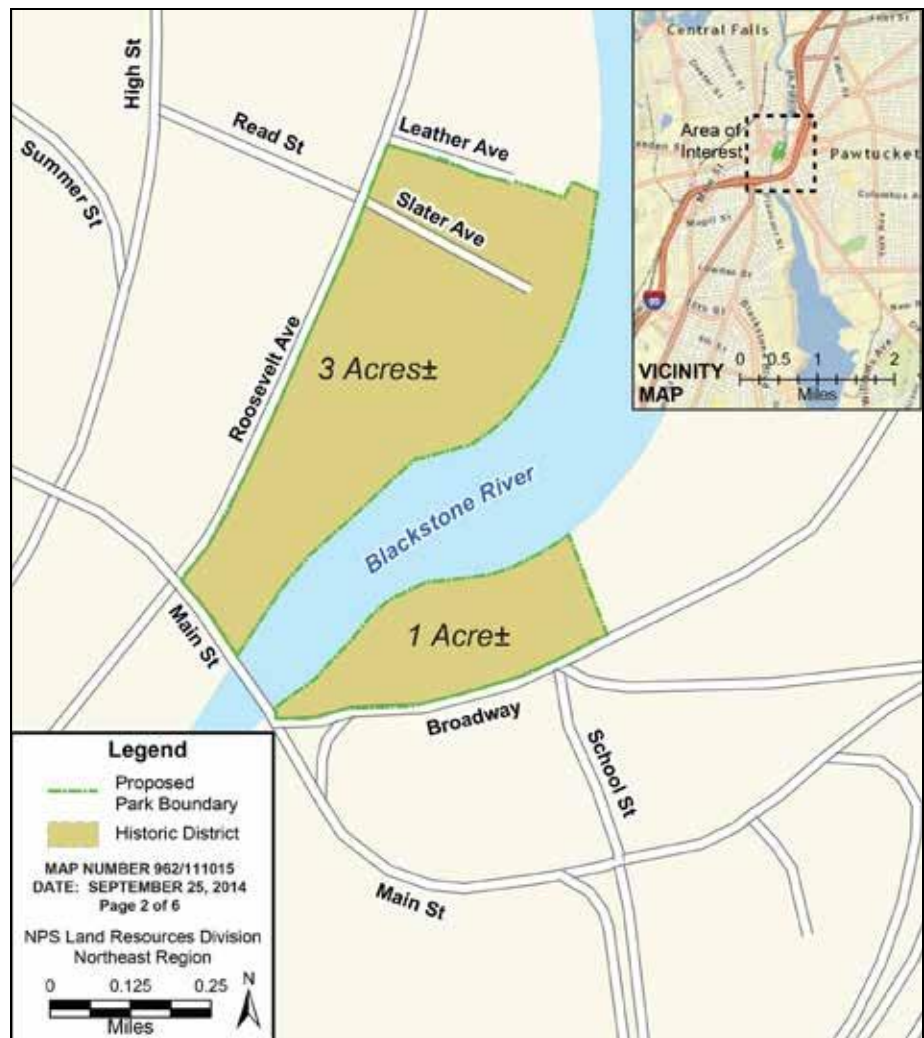 High St
Summer St
Read St
Leather Ave
Slater Ave
Roosevelt Ave
3 Acres±
Blackstone River
1 Acre±
Main St
Broadway
School St
Main St
Central Falls
Area of
Interest
Pawtucket
95
VICINITY
MAP
0 0.5 1 2
Miles
Legend
Proposed
Park Boundary
Historic District
MAP NUMBER 962/111015
DATE: SEPTEMBER 25, 2014
Page 2 of 6
NPS Land Resources Division
Northeast Region
0 0.125 0.25
Miles
N